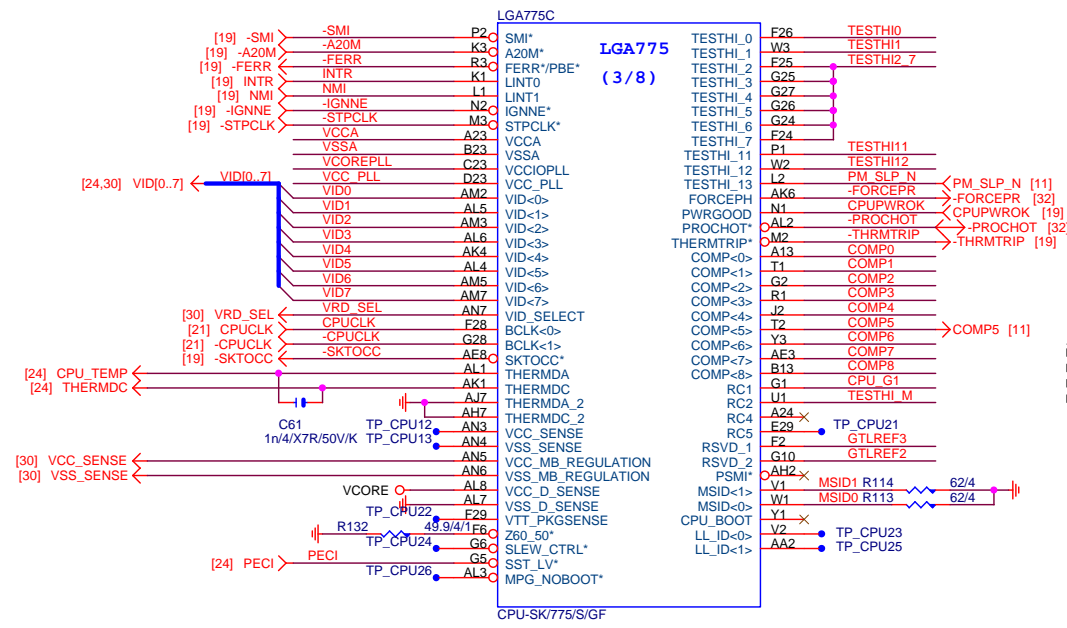 LGA775C
LGA775
(3/8)
[19] -SMI -SMI P2 SMI*
[19] -A20M -A20M K3 A20M*
[19] -FERR -FERR R3 FERR*/PBE*
[19] INTR INTR K1 LINT0
[19] NMI NMI L1 LINT1
[19] -IGNNE -IGNNE N2 IGNNE*
[19] -STPCLK -STPCLK M3 STPCLK*
VCCA A23 VCCA
VSSA B23 VSSA
VCOREPLL C23 VCCIOPLL
VCC_PLL D23 VCC_PLL
[24,30] VID[0..7] VID[0..7]
VID0 AM2 VID<0>
VID1 AL5 VID<1>
VID2 AM3 VID<2>
VID3 AL6 VID<3>
VID4 AK4 VID<4>
VID5 AL4 VID<5>
VID6 AM5 VID<6>
VID7 AM7 VID<7>
[30] VRD_SEL VRD_SEL AN7 VID_SELECT
[21] CPUCLK CPUCLK F28 BCLK<0>
[21] -CPUCLK -CPUCLK G28 BCLK<1>
[19] -SKTOCC -SKTOCC AE8 SKTOCC*
[24] CPU_TEMP AL1 THERMDA
[24] THERMDC AK1 THERMDC
AJ7 THERMDA_2
AH7 THERMDC_2
C61
1n/4/X7R/50V/K
TP_CPU12 AN3 VCC_SENSE
TP_CPU13 AN4 VSS_SENSE
[30] VCC_SENSE AN5 VCC_MB_REGULATION
[30] VSS_SENSE AN6 VSS_MB_REGULATION
VCORE AL8 VCC_D_SENSE
AL7 VSS_D_SENSE
TP_CPU22 F29 VTT_PKGSENSE
R132 49.9/4/1 F6 Z60_50*
TP_CPU24 G6 SLEW_CTRL*
[24] PECI PECI G5 SST_LV*
TP_CPU26 AL3 MPG_NOBOOT*
TESTHI_0 F26 TESTHI0
TESTHI_1 W3 TESTHI1
TESTHI_2 F25 TESTHI2_7
TESTHI_3 G25
TESTHI_4 G27
TESTHI_5 G26
TESTHI_6 G24
TESTHI_7 F24
TESTHI_11 P1 TESTHI11
TESTHI_12 W2 TESTHI12
TESTHI_13 L2 PM_SLP_N PM_SLP_N [11]
FORCEPH AK6 -FORCEPR -FORCEPR [32]
PWRGOOD N1 CPUPWROK CPUPWROK [19]
PROCHOT* AL2 -PROCHOT -PROCHOT [32]
THERMTRIP* M2 -THRMTRIP -THRMTRIP [19]
COMP<0> A13 COMP0
COMP<1> T1 COMP1
COMP<2> G2 COMP2
COMP<3> R1 COMP3
COMP<4> J2 COMP4
COMP<5> T2 COMP5 COMP5 [11]
COMP<6> Y3 COMP6
COMP<7> AE3 COMP7
COMP<8> B13 COMP8
RC1 G1 CPU_G1
RC2 U1 TESTHI_M
RC4 A24
RC5 E29 TP_CPU21
RSVD_1 F2 GTLREF3
RSVD_2 G10 GTLREF2
PSMI* AH2
MSID<1> V1 MSID1 R114 62/4
MSID<0> W1 MSID0 R113 62/4
CPU_BOOT Y1
LL_ID<0> V2 TP_CPU23
LL_ID<1> AA2 TP_CPU25
CPU-SK/775/S/GF